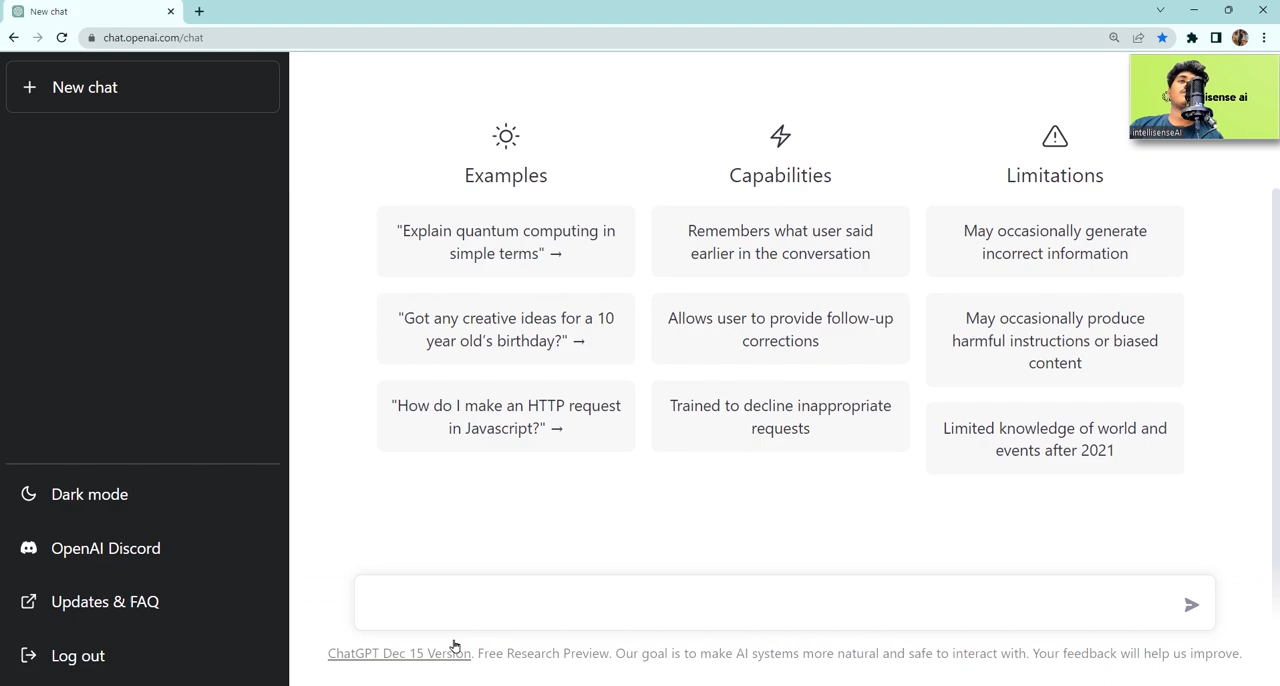 New chat
chat.openai.com/chat
New chat
isense ai
intellisenseAI
Examples
Capabilities
Limitations
"Explain quantum computing in
simple terms" →
Remembers what user said
earlier in the conversation
May occasionally generate
incorrect information
"Got any creative ideas for a 10
year old's birthday?" →
Allows user to provide follow-up
corrections
May occasionally produce
harmful instructions or biased
content
"How do I make an HTTP request
in Javascript?" →
Trained to decline inappropriate
requests
Limited knowledge of world and
events after 2021
Dark mode
OpenAI Discord
Updates & FAQ
Log out
ChatGPT Dec 15 Version. Free Research Preview. Our goal is to make AI systems more natural and safe to interact with. Your feedback will help us improve.